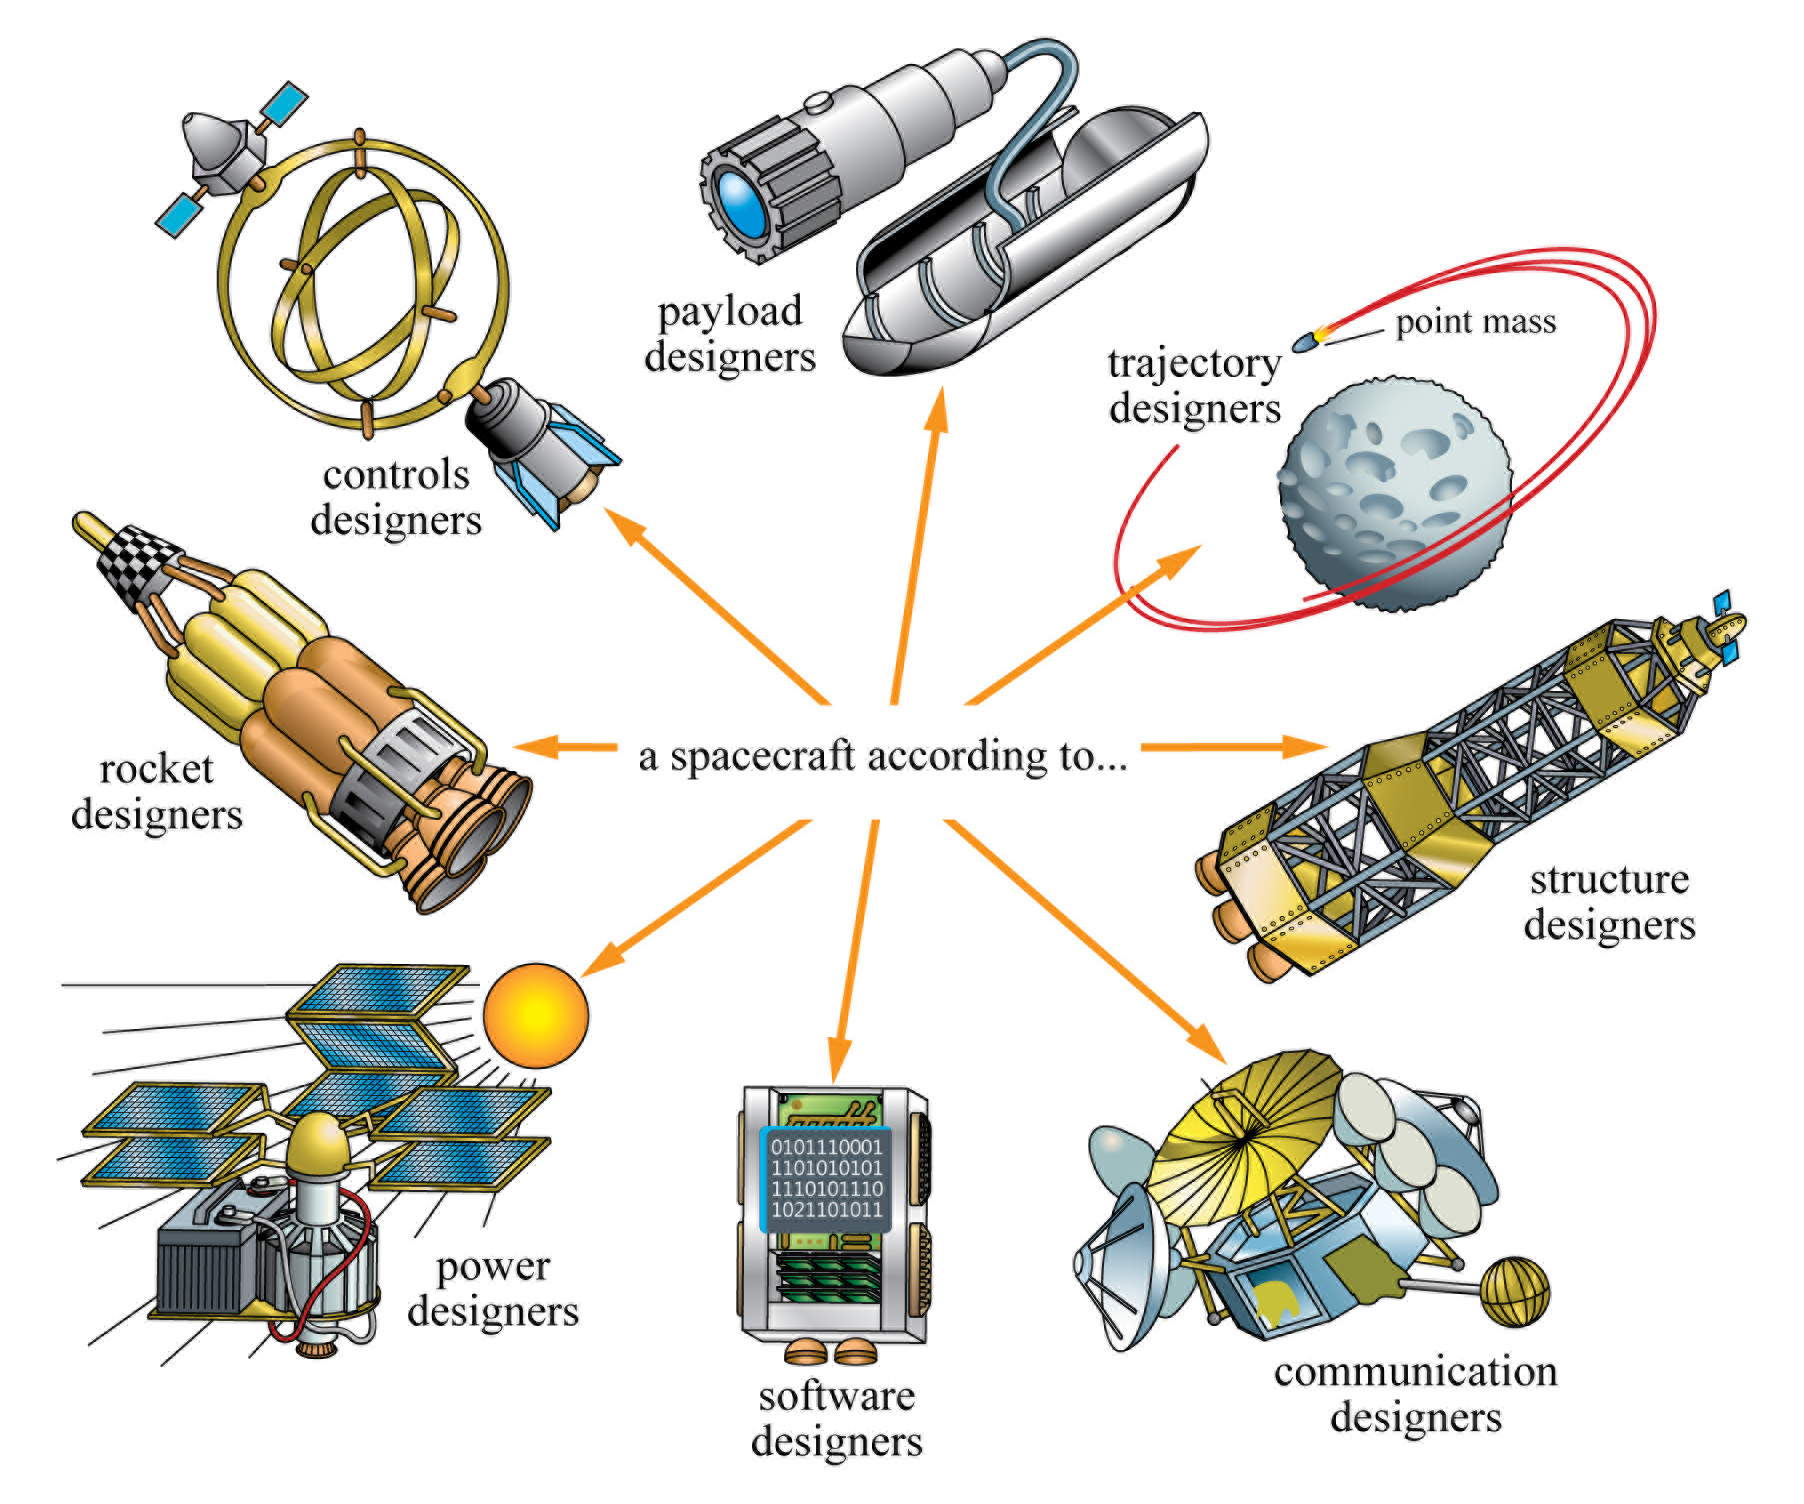 payload
designers
point mass
trajectory
designers
controls
designers
a spacecraft according to...
rocket
designers
structure
designers
0101110001
1101010101
1110101110
1021101011
power
designers
communication
designers
software
designers